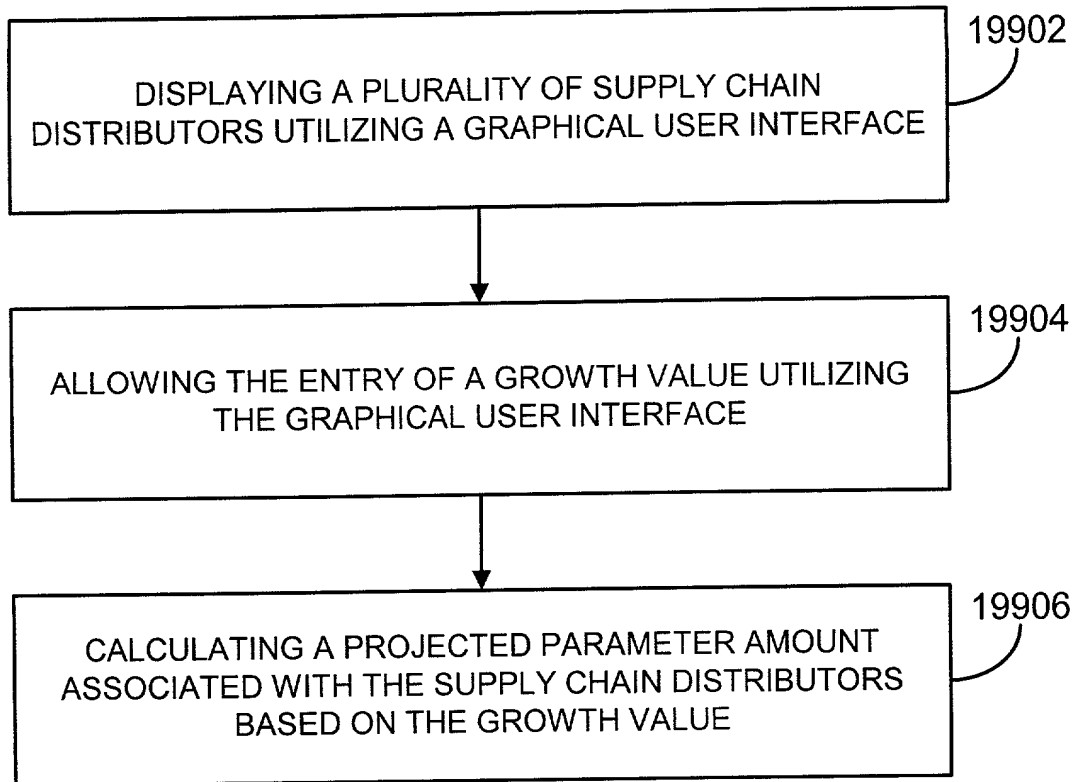 19902
DISPLAYING A PLURALITY OF SUPPLY CHAIN
DISTRIBUTORS UTILIZING A GRAPHICAL USER INTERFACE
19904
ALLOWING THE ENTRY OF A GROWTH VALUE UTILIZING
THE GRAPHICAL USER INTERFACE
19906
CALCULATING A PROJECTED PARAMETER AMOUNT
ASSOCIATED WITH THE SUPPLY CHAIN DISTRIBUTORS
BASED ON THE GROWTH VALUE